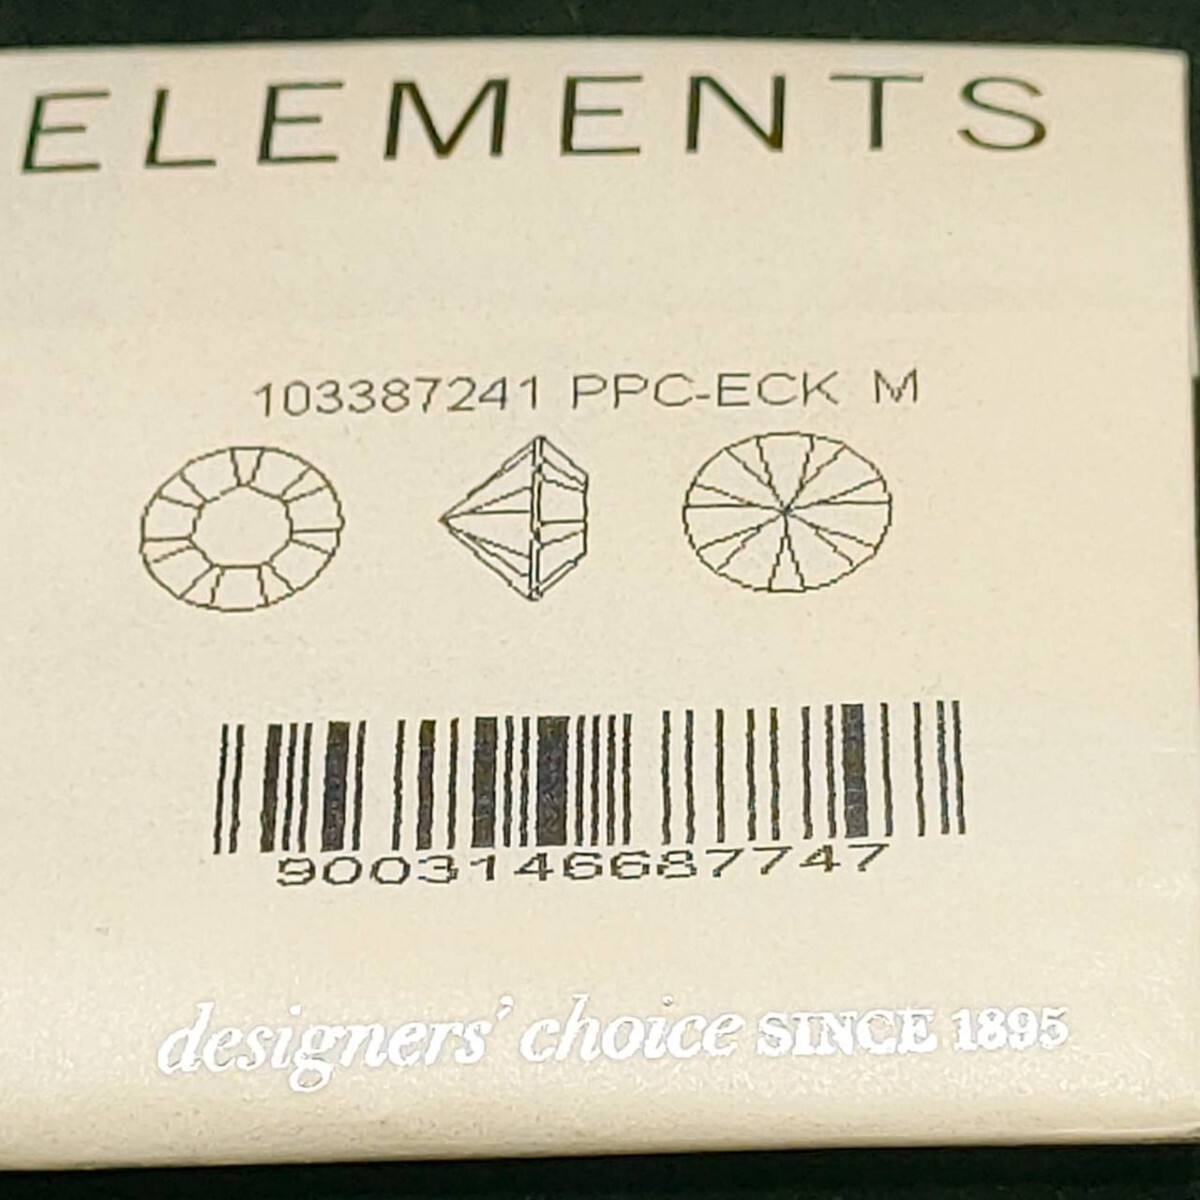 ELEMENTS
103387241 PPC-ECK M
9003146687747
designers' choice SINCE 1895